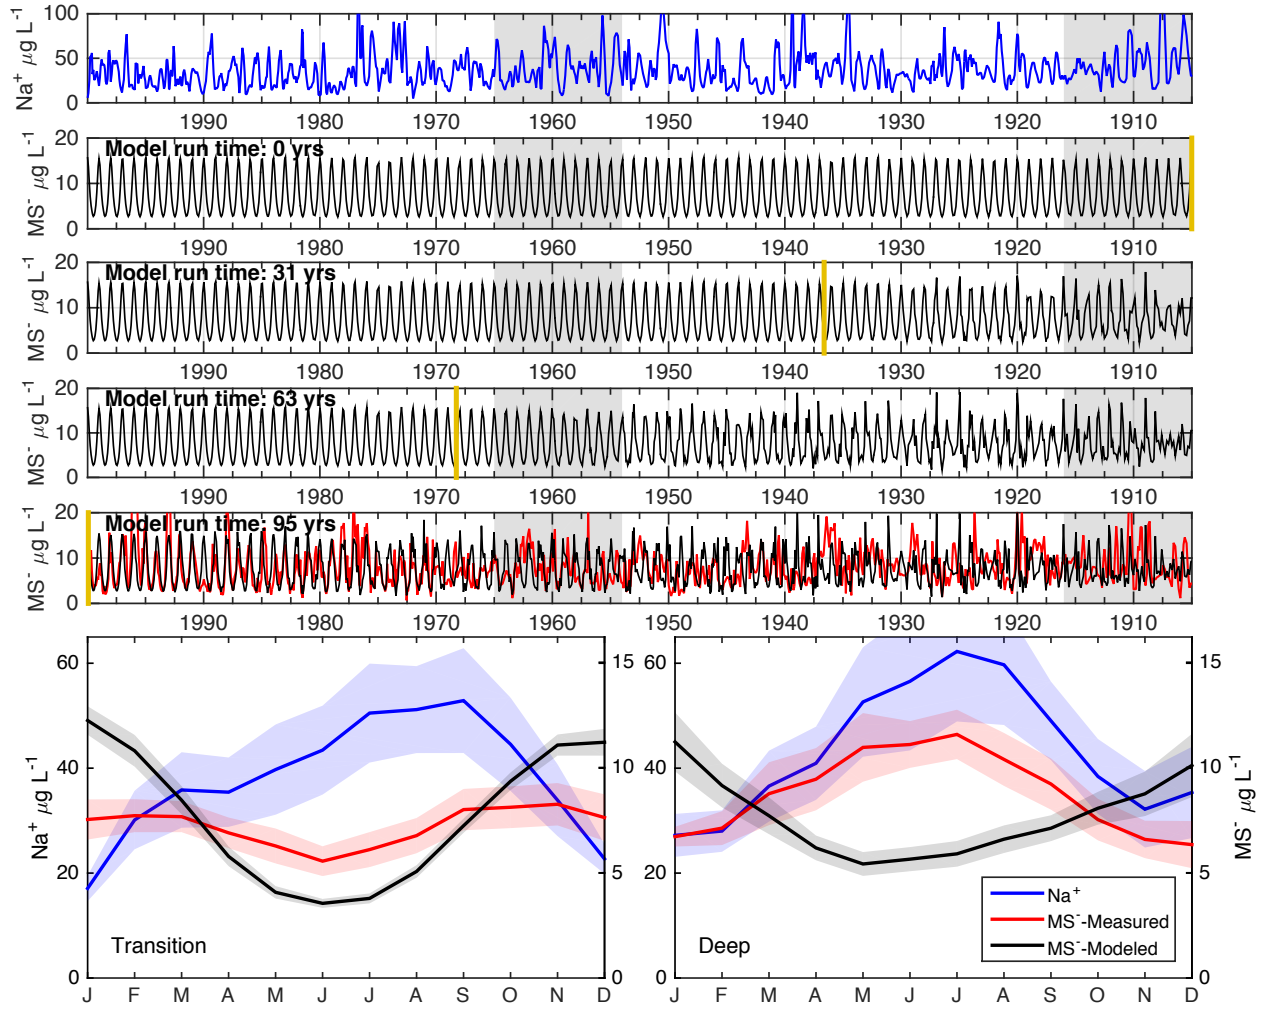 100
50
0
Na⁺ μg L⁻¹
1990 1980 1970 1960 1950 1940 1930 1920 1910
20
10
0
MS⁻ μg L⁻¹
Model run time: 0 yrs
1990 1980 1970 1960 1950 1940 1930 1920 1910
20
10
0
MS⁻ μg L⁻¹
Model run time: 31 yrs
1990 1980 1970 1960 1950 1940 1930 1920 1910
20
10
0
MS⁻ μg L⁻¹
Model run time: 63 yrs
1990 1980 1970 1960 1950 1940 1930 1920 1910
20
10
0
MS⁻ μg L⁻¹
Model run time: 95 yrs
1990 1980 1970 1960 1950 1940 1930 1920 1910
60
40
20
0
Na⁺ μg L⁻¹
Transition
15
10
5
0
J F M A M J J A S O N D
60
40
20
0
Deep
Na⁺
MS⁻-Measured
MS⁻-Modeled
15
10
5
0
MS⁻ μg L⁻¹
J F M A M J J A S O N D